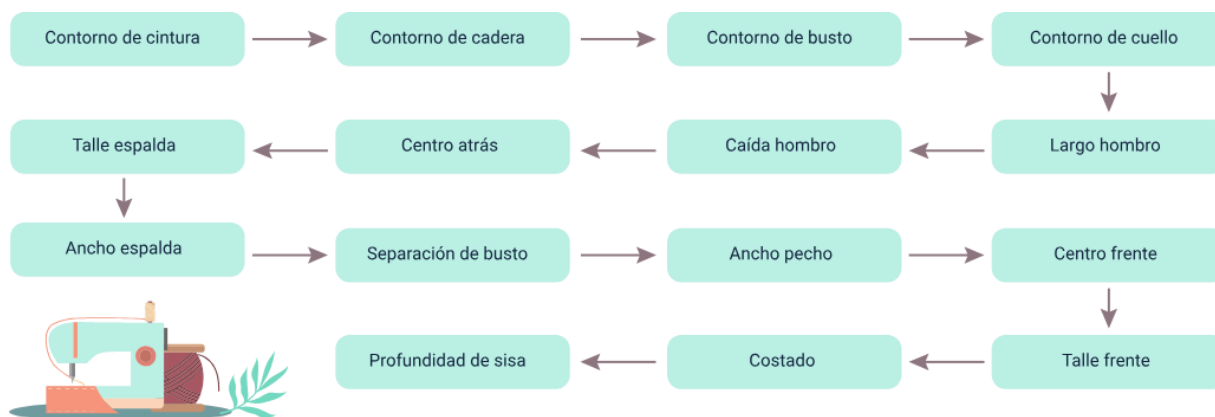 Contorno de cintura
Contorno de cadera
Contorno de busto
Contorno de cuello
Largo hombro
Caída hombro
Centro atrás
Talle espalda
Ancho espalda
Separación de busto
Ancho pecho
Centro frente
Talle frente
Costado
Profundidad de sisa